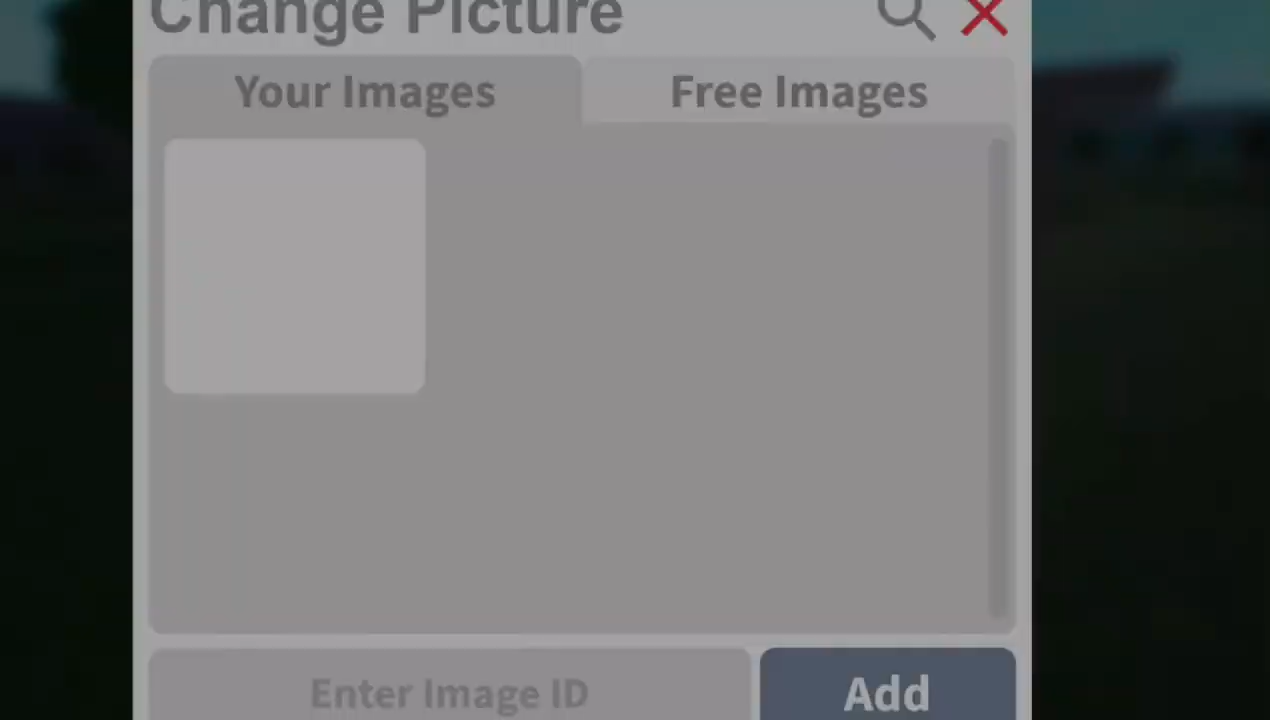 Change Picture
Your Images
Free Images
Enter Image ID
Add